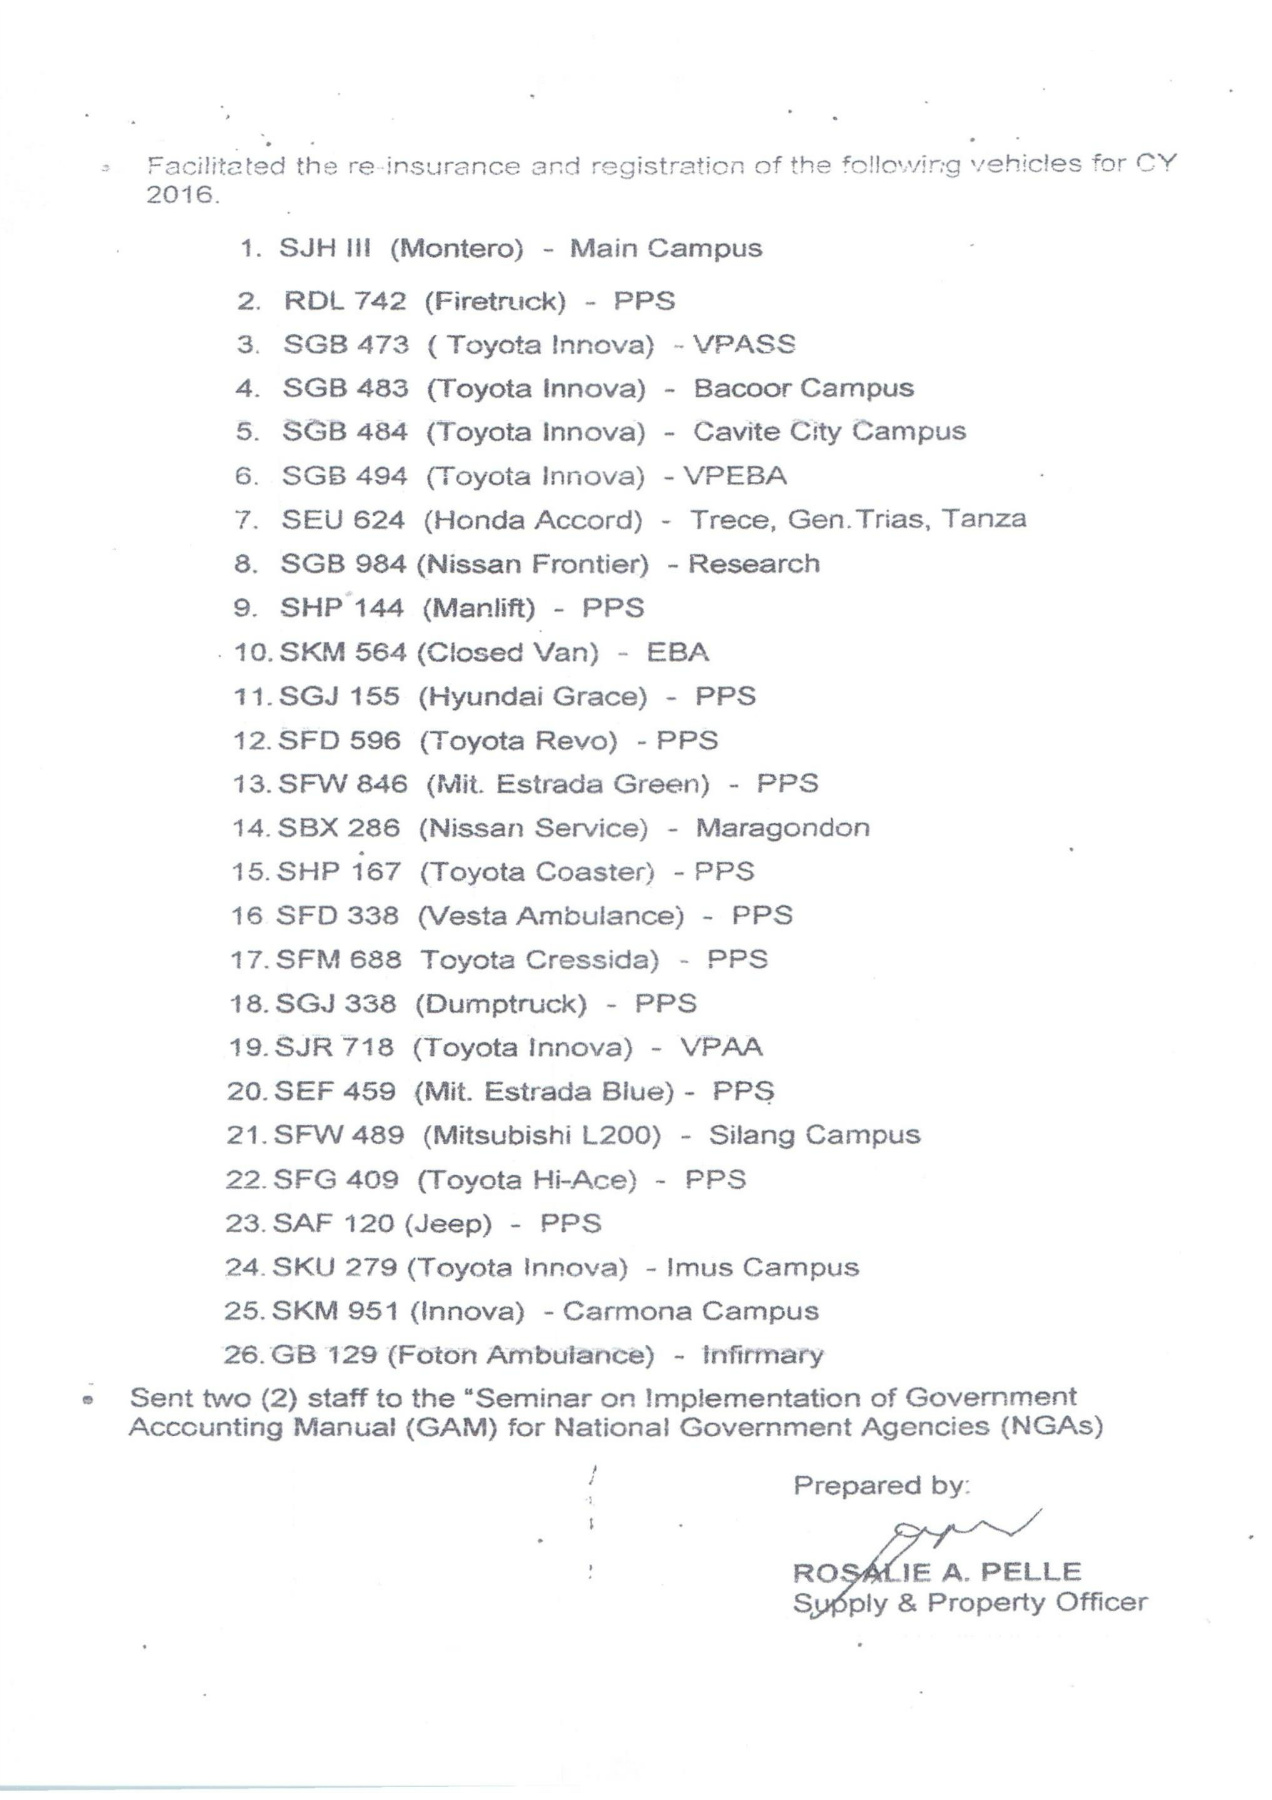 Facilitated the re-insurance and registration of the following vehicles for CY
2016.
1. SJH III (Montero) - Main Campus
2. RDL 742 (Firetruck) - PPS
3. SGB 473 ( Toyota Innova) - VPASS
4. SGB 483 (Toyota Innova) - Bacoor Campus
5. SGB 484 (Toyota Innova) - Cavite City Campus
6. SGB 494 (Toyota Innova) - VPEBA
7. SEU 624 (Honda Accord) - Trece, Gen.Trias, Tanza
8. SGB 984 (Nissan Frontier) - Research
9. SHP 144 (Manlift) - PPS
10. SKM 564 (Closed Van) - EBA
11. SGJ 155 (Hyundai Grace) - PPS
12. SFD 596 (Toyota Revo) - PPS
13. SFW 846 (Mit. Estrada Green) - PPS
14. SBX 286 (Nissan Service) - Maragondon
15. SHP 167 (Toyota Coaster) - PPS
16 SFD 338 (Vesta Ambulance) - PPS
17. SFM 688 Toyota Cressida) - PPS
18. SGJ 338 (Dumptruck) - PPS
19. SJR 718 (Toyota Innova) - VPAA
20. SEF 459 (Mit. Estrada Blue) - PPS
21. SFW 489 (Mitsubishi L200) - Silang Campus
22. SFG 409 (Toyota Hi-Ace) - PPS
23. SAF 120 (Jeep) - PPS
24. SKU 279 (Toyota Innova) - Imus Campus
25. SKM 951 (Innova) - Carmona Campus
26. GB 129 (Foton Ambulance) - Infirmary
• Sent two (2) staff to the "Seminar on Implementation of Government
Acccunting Manual (GAM) for National Government Agencies (NGAs)
Prepared by:
ROSALIE A. PELLE
Supply & Property Officer